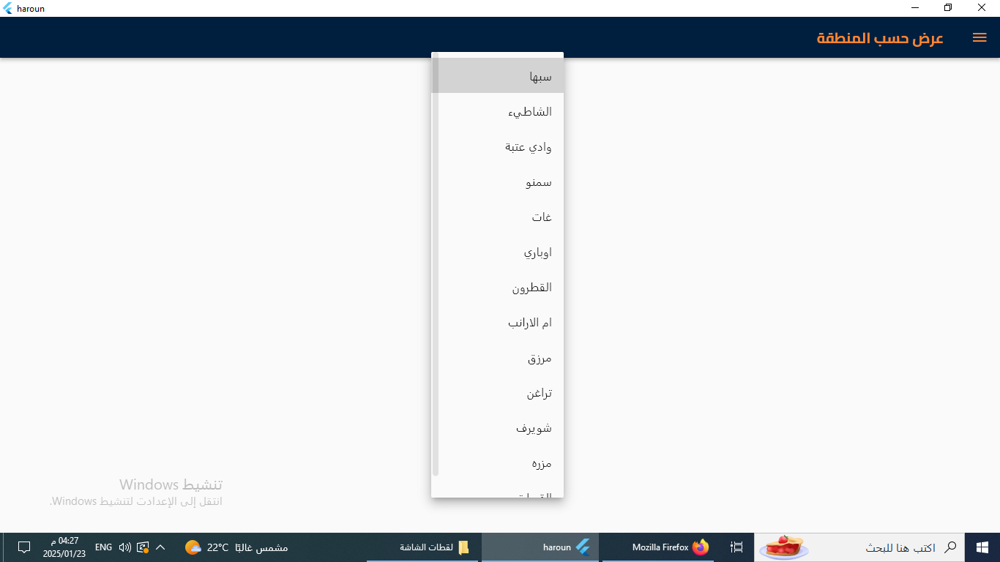 haroun
عرض حسب المنطقة
سبها
الشاطيء
وادي عتبة
سمنو
غات
اوباري
القطرون
ام الارانب
مرزق
تراغن
شويرف
مزره
تنشيط Windows
انتقل إلى الإعدادت لتنشيط Windows.
اكتب هنا للبحث
Mozilla Firefox
haroun
لقطات الشاشة
مشمس غالبًا 22°C
ENG
04:27 م
2025/01/23